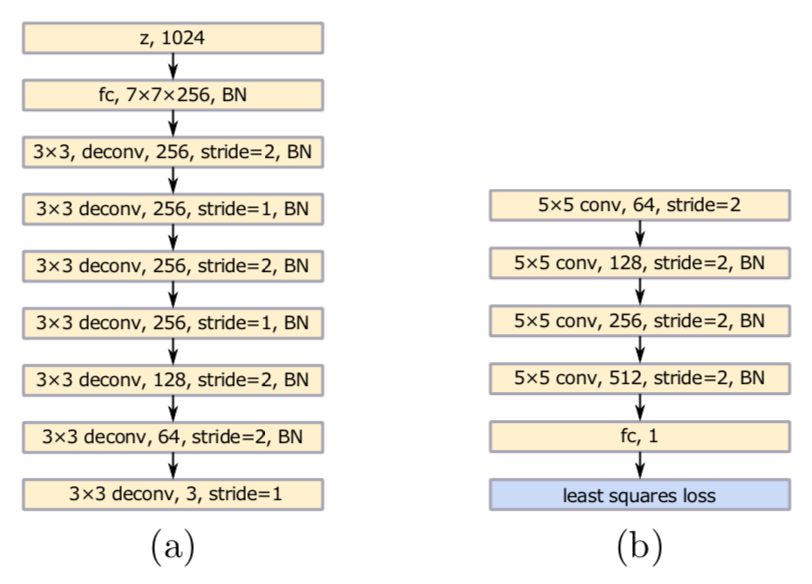 z, 1024
fc, 7×7×256, BN
3×3, deconv, 256, stride=2, BN
3×3 deconv, 256, stride=1, BN
3×3 deconv, 256, stride=2, BN
3×3 deconv, 256, stride=1, BN
3×3 deconv, 128, stride=2, BN
3×3 deconv, 64, stride=2, BN
3×3 deconv, 3, stride=1
(a)
5×5 conv, 64, stride=2
5×5 conv, 128, stride=2, BN
5×5 conv, 256, stride=2, BN
5×5 conv, 512, stride=2, BN
fc, 1
least squares loss
(b)